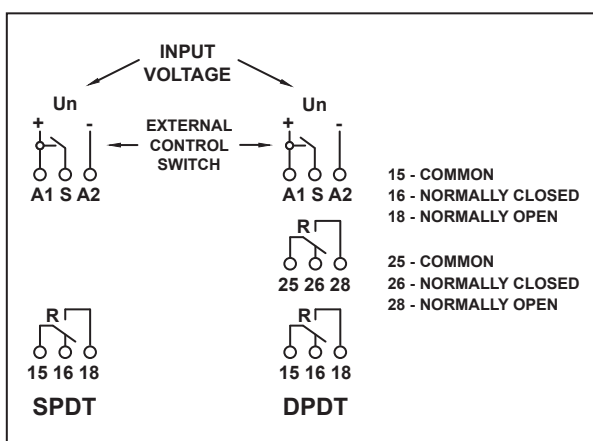 INPUT
VOLTAGE
Un
Un
+ -
+ -
EXTERNAL
CONTROL
SWITCH
A1 S A2
A1 S A2
15 - COMMON
16 - NORMALLY CLOSED
18 - NORMALLY OPEN
R
25 26 28
25 - COMMON
26 - NORMALLY CLOSED
28 - NORMALLY OPEN
R
R
15 16 18
15 16 18
SPDT
DPDT